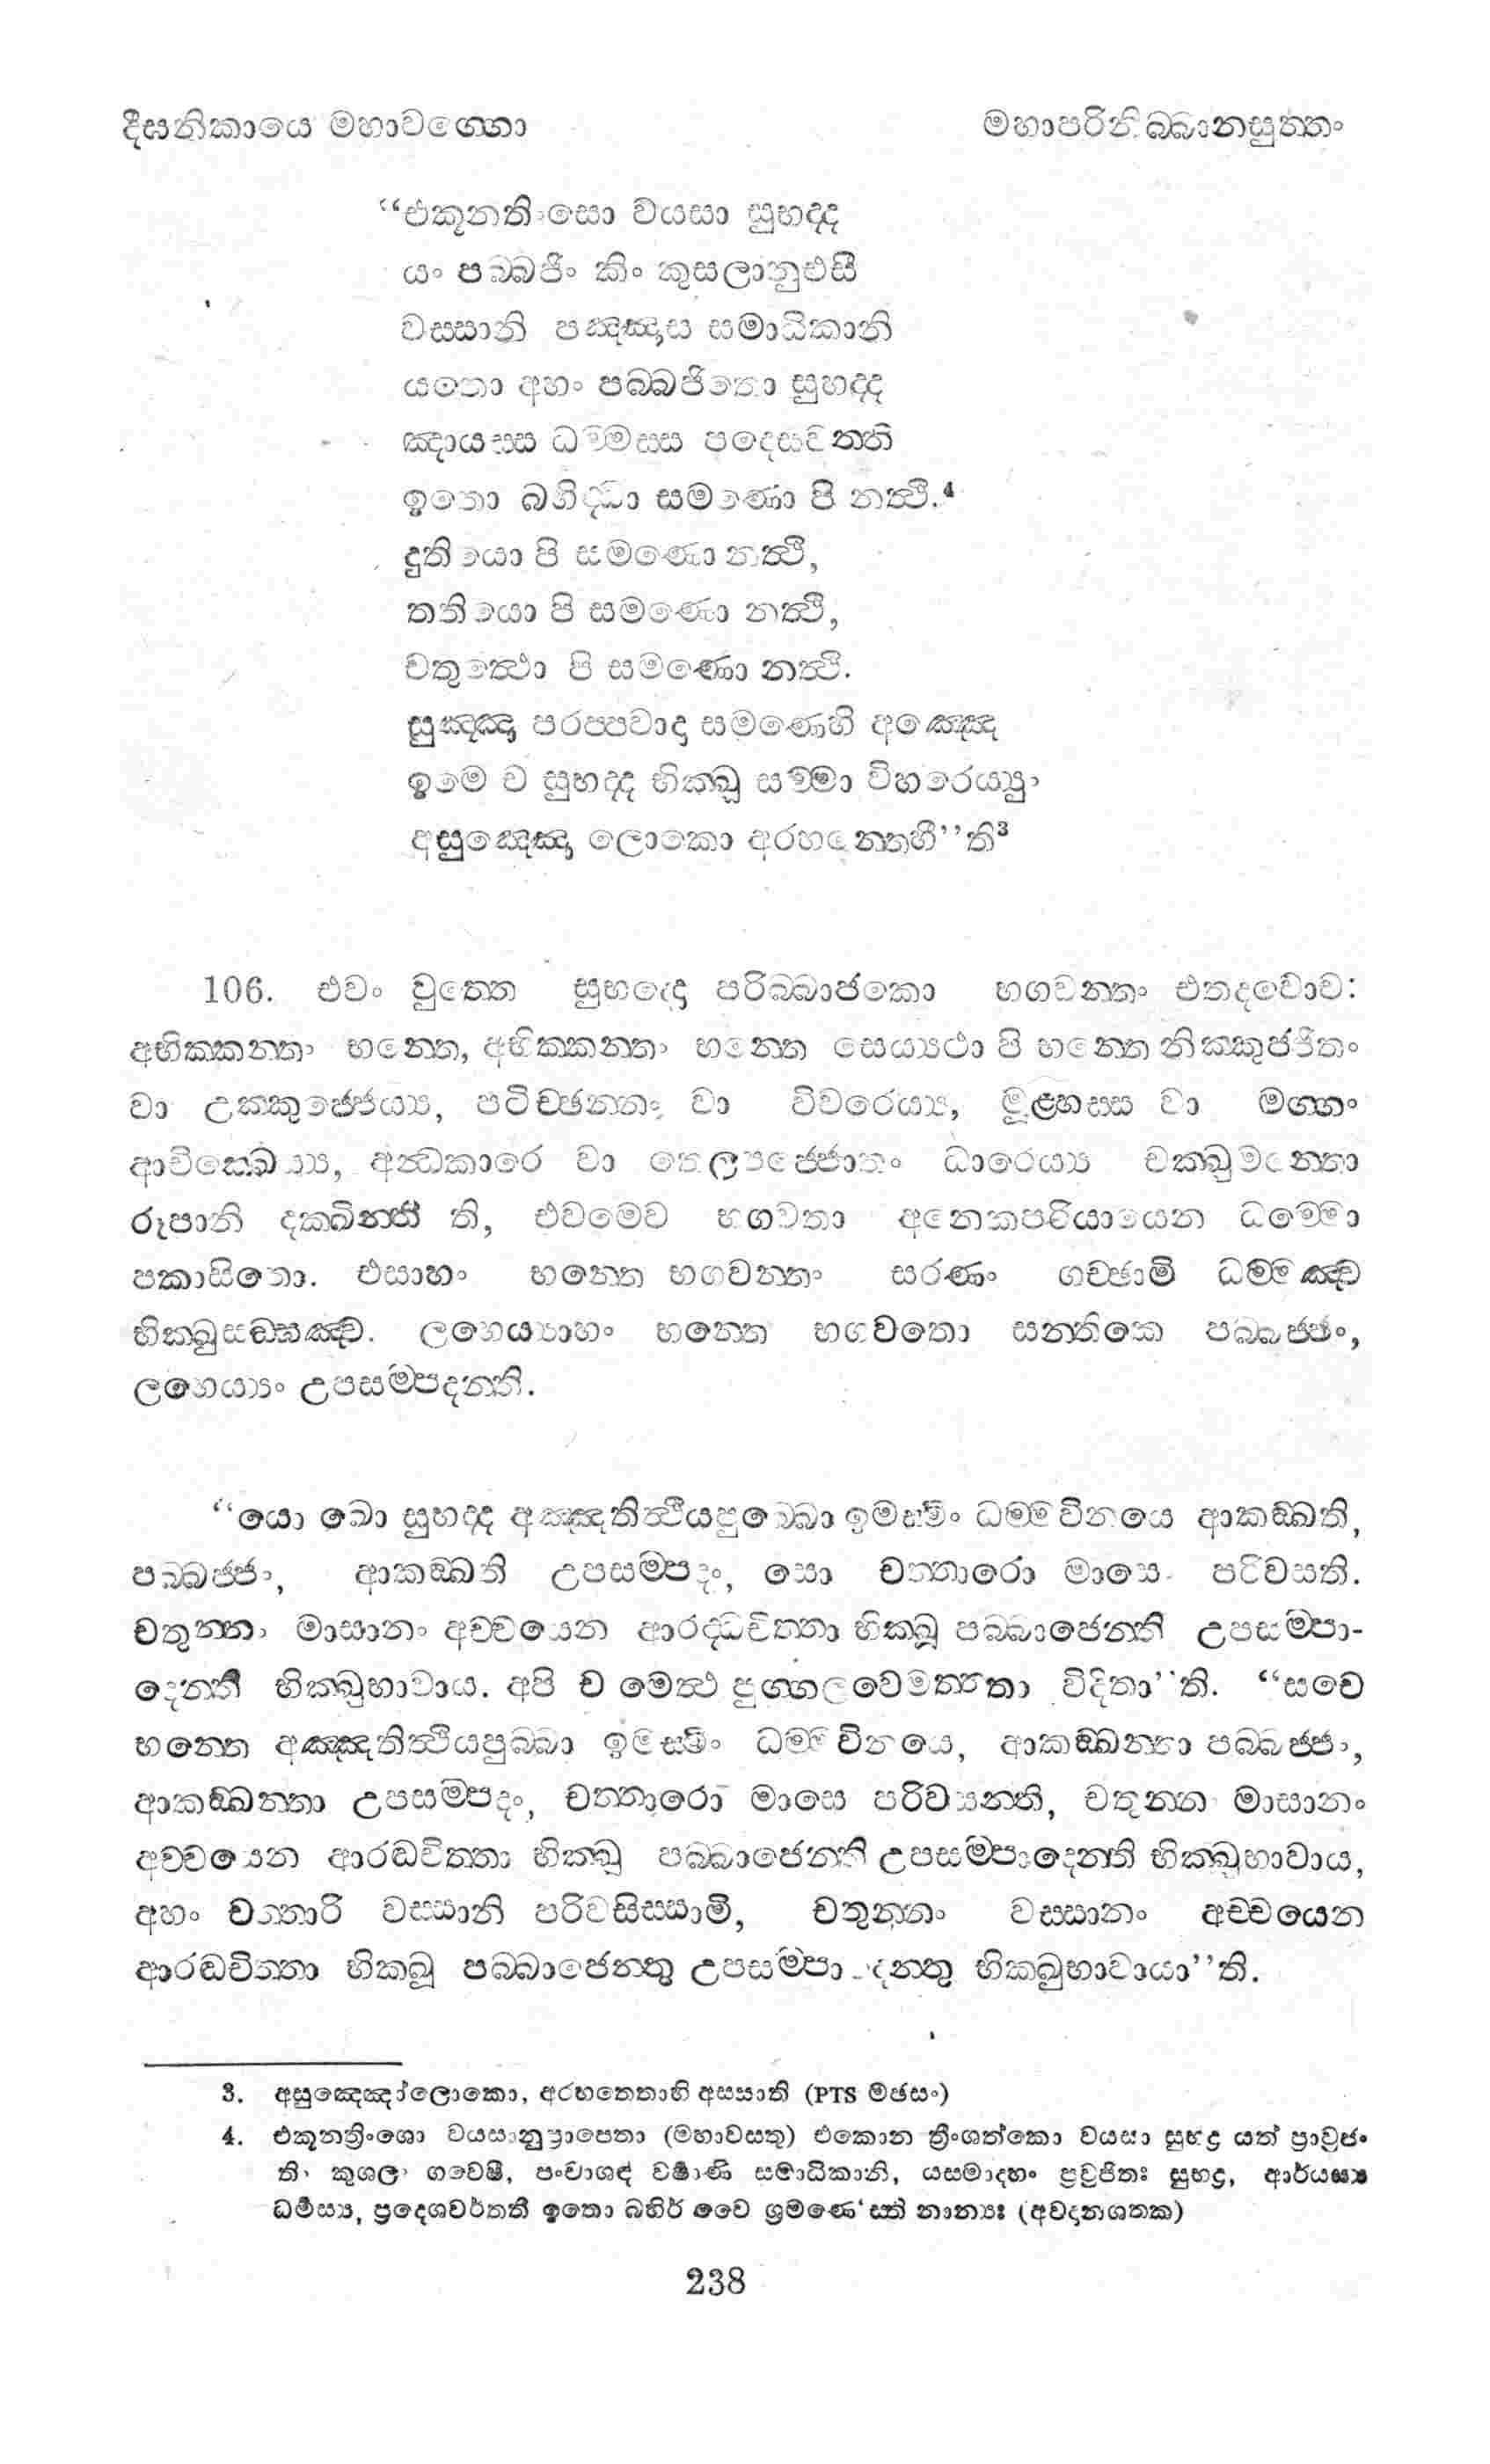 දීඝනිකායෙ මහාවග්ගො
මහාපරිනිබ්බානසුත්තං
“එකූනතිංසො වයසා සුභද්ද
යං පබ්බජිං කිං කුසලානුඑසී
වස්සානි පඤ්ඤාස සමාධිකානි
යතො අහං පබ්බජිතො සුභද්ද
ඤායස්ස ධම්මස්ස පදෙසවත්තී
ඉතො බහිද්ධා සමණො පි නත්ථි.4
දුතියො පි සමණො නත්ථි,
තතියො පි සමණො නත්ථි,
චතුත්ථො පි සමණො නත්ථි.
සුඤ්ඤා පරප්පවාදා සමණෙහි අඤ්ඤෙ
ඉමෙ ච සුභද්ද භික්ඛූ සම්මා විහරෙය්‍යුං
අසුඤ්ඤො ලොකො අරහන්තෙහී’’ති3
106. එවං වුත්තෙ සුභද්දො පරිබ්බාජකො භගවන්තං එතදවොච:
අභික්කන්තං භන්තෙ, අභික්කන්තං භන්තෙ සෙය්‍යථා පි භන්තෙ නික්කුජ්ජිතං
වා උක්කුජ්ජෙය්‍ය, පටිච්ඡන්නං වා විවරෙය්‍ය, මූළ්හස්ස වා මග්ගං
ආචික්ඛෙය්‍ය, අන්ධකාරෙ වා තෙලපජ්ජොතං ධාරෙය්‍ය චක්ඛුමන්තො
රූපානි දක්ඛින්තී ති, එවමෙව භගවතා අනෙකපරියායෙන ධම්මො
පකාසිතො. එසාහං භන්තෙ භගවන්තං සරණං ගච්ඡාමි ධම්මඤ්ච
භික්ඛුසඞ්ඝඤ්ච. ලභෙය්‍යාහං භන්තෙ භගවතො සන්තිකෙ පබ්බජ්ජං,
ලභෙය්‍යං උපසම්පදන්ති.
“යො ඛො සුභද්ද අඤ්ඤතිත්ථියපුබ්බො ඉමස්මිං ධම්මවිනයෙ ආකඞ්ඛති,
පබ්බජ්ජං, ආකඞ්ඛති උපසම්පදං, සො චත්තාරො මාසෙ පරිවසති.
චතුන්නං මාසානං අච්චයෙන ආරද්ධචිත්තා භික්ඛූ පබ්බාජෙන්ති උපසම්පා-
දෙන්තී භික්ඛුභාවාය. අපි ච මෙත්ථ පුග්ගලවෙමත්තතා විදිතා’’ති. “සචෙ
භන්තෙ අඤ්ඤතිත්ථියපුබ්බා ඉමස්මිං ධම්මවිනයෙ, ආකඞ්ඛන්තා පබ්බජ්ජං,
ආකඞ්ඛන්තා උපසම්පදං, චත්තාරො මාසෙ පරිවසන්ති, චතුන්නං මාසානං
අච්චයෙන ආරද්ධචිත්තා භික්ඛූ පබ්බාජෙන්ති උපසම්පාදෙන්ති භික්ඛුභාවාය,
අහං චත්තාරි වස්සානි පරිවසිස්සාමි, චතුන්නං වස්සානං අච්චයෙන
ආරද්ධචිත්තා භික්ඛූ පබ්බාජෙන්තු උපසම්පාදෙන්තු භික්ඛුභාවායා’’ති.
3. අසුඤ්ඤොලොකො, අරහතෙතාභි අසසාති (PTS මඡසං)
4. එකූනත්‍රිංශො වයසානුප්‍රාපෙතා (මහාවසතු) එකොන ත්‍රිංශත්කො වයසා සුභද්‍ර යත් ප්‍රාව්‍රජං
තිං කුශලං ගවෙෂී, පංචාශද් වර්ෂාණි සමාධිකානි, යස්මාදහං ප්‍රව්‍රජිතඃ සුභද්‍ර, ආර්යස්‍ය
ධර්මස්‍ය, ප්‍රදෙශවර්තතී ඉතො බහිර් වෛ ශ්‍රමණෙ‘ස්ති නාන්‍යඃ (අවදානශතක)
238